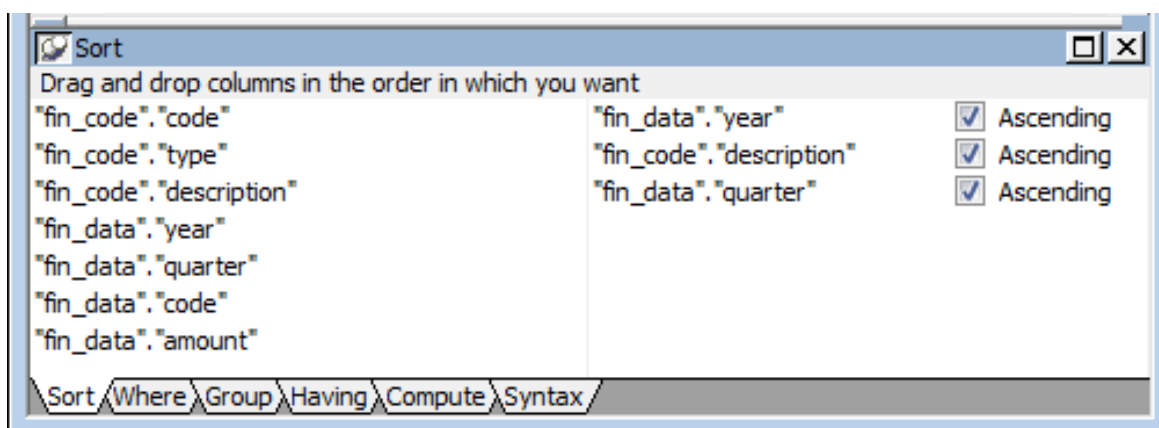 Sort
Drag and drop columns in the order in which you want
"fin_code"."code" "fin_data"."year" Ascending
"fin_code"."type" "fin_code"."description" Ascending
"fin_code"."description" "fin_data"."quarter" Ascending
"fin_data"."year"
"fin_data"."quarter"
"fin_data"."code"
"fin_data"."amount"
Sort Where Group Having Compute Syntax